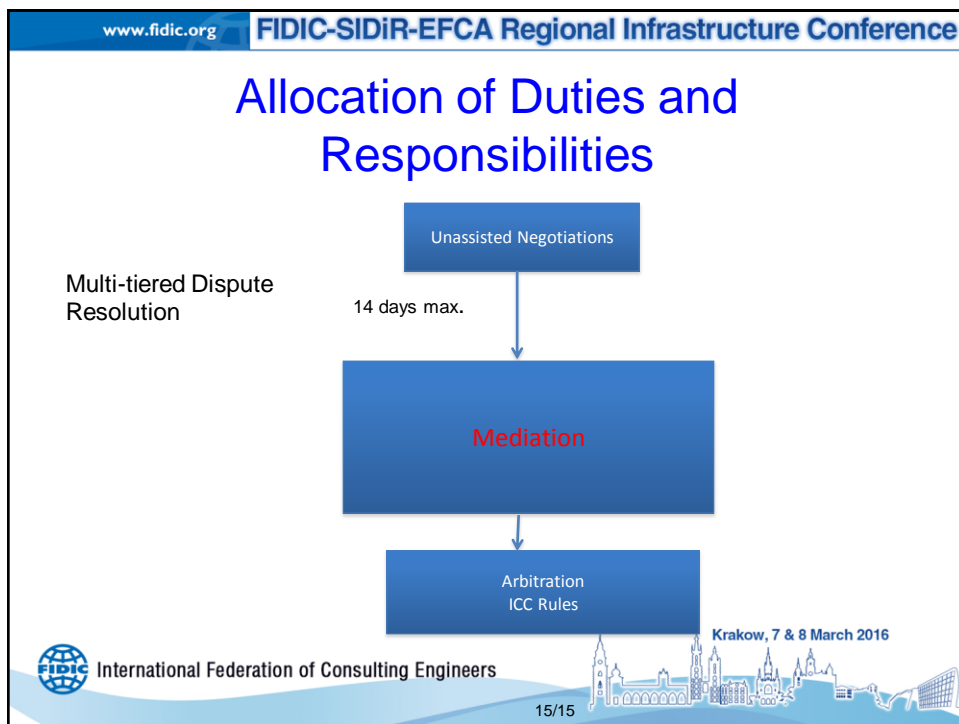 www.fidic.org
FIDIC-SIDiR-EFCA Regional Infrastructure Conference
Allocation of Duties and
Responsibilities
Unassisted Negotiations
Multi-tiered Dispute
Resolution
14 days max.
Mediation
Arbitration
ICC Rules
Krakow, 7 & 8 March 2016
FIDIC
International Federation of Consulting Engineers
15/15